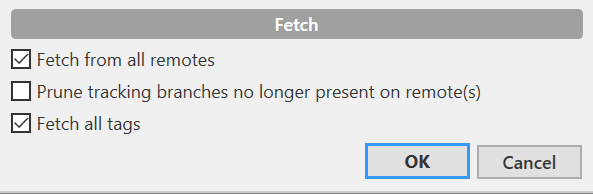 Fetch
Fetch from all remotes
Prune tracking branches no longer present on remote(s)
Fetch all tags
OK Cancel